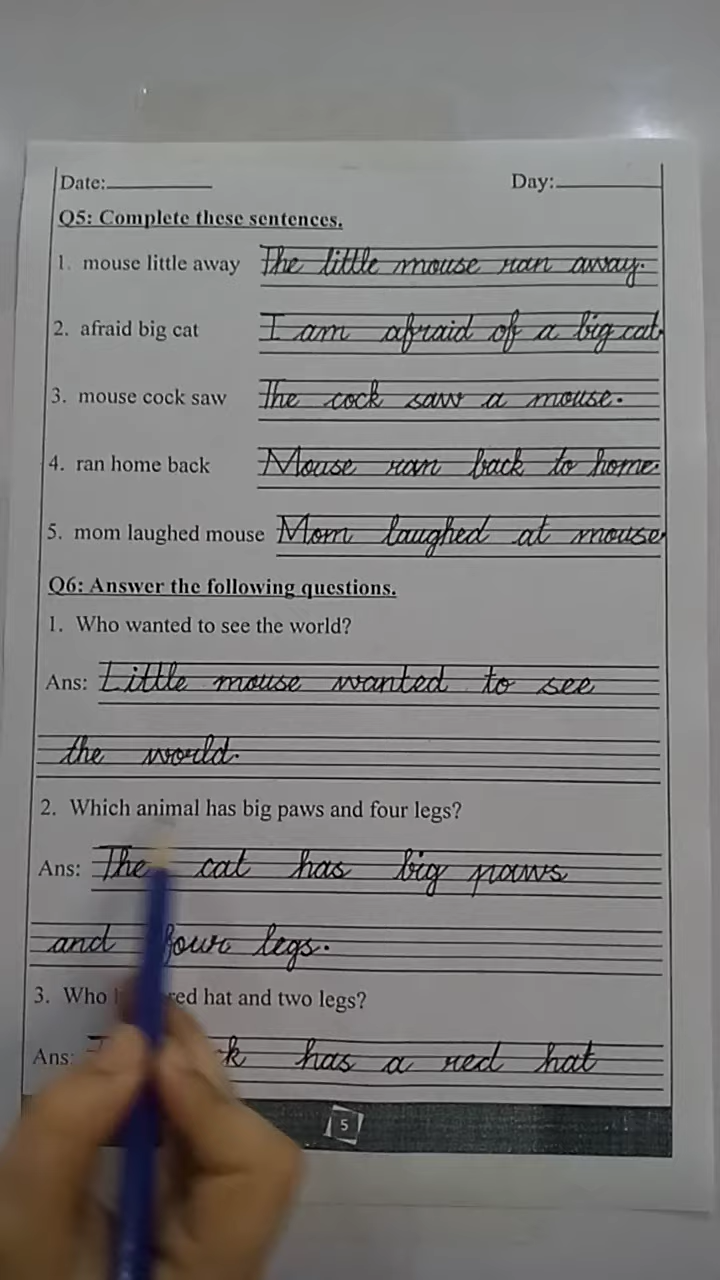 Date:__________ Day:__________
Q5: Complete these sentences.
1. mouse little away The little mouse ran away.
2. afraid big cat I am afraid of a big cat.
3. mouse cock saw The cock saw a mouse.
4. ran home back Mouse ran back to home.
5. mom laughed mouse Mom laughed at mouse
Q6: Answer the following questions.
1. Who wanted to see the world?
Ans: Little mouse wanted to see
the world.
2. Which animal has big paws and four legs?
Ans: The cat has big paws
and four legs.
3. Who red hat and two legs?
Ans: has a red hat
5